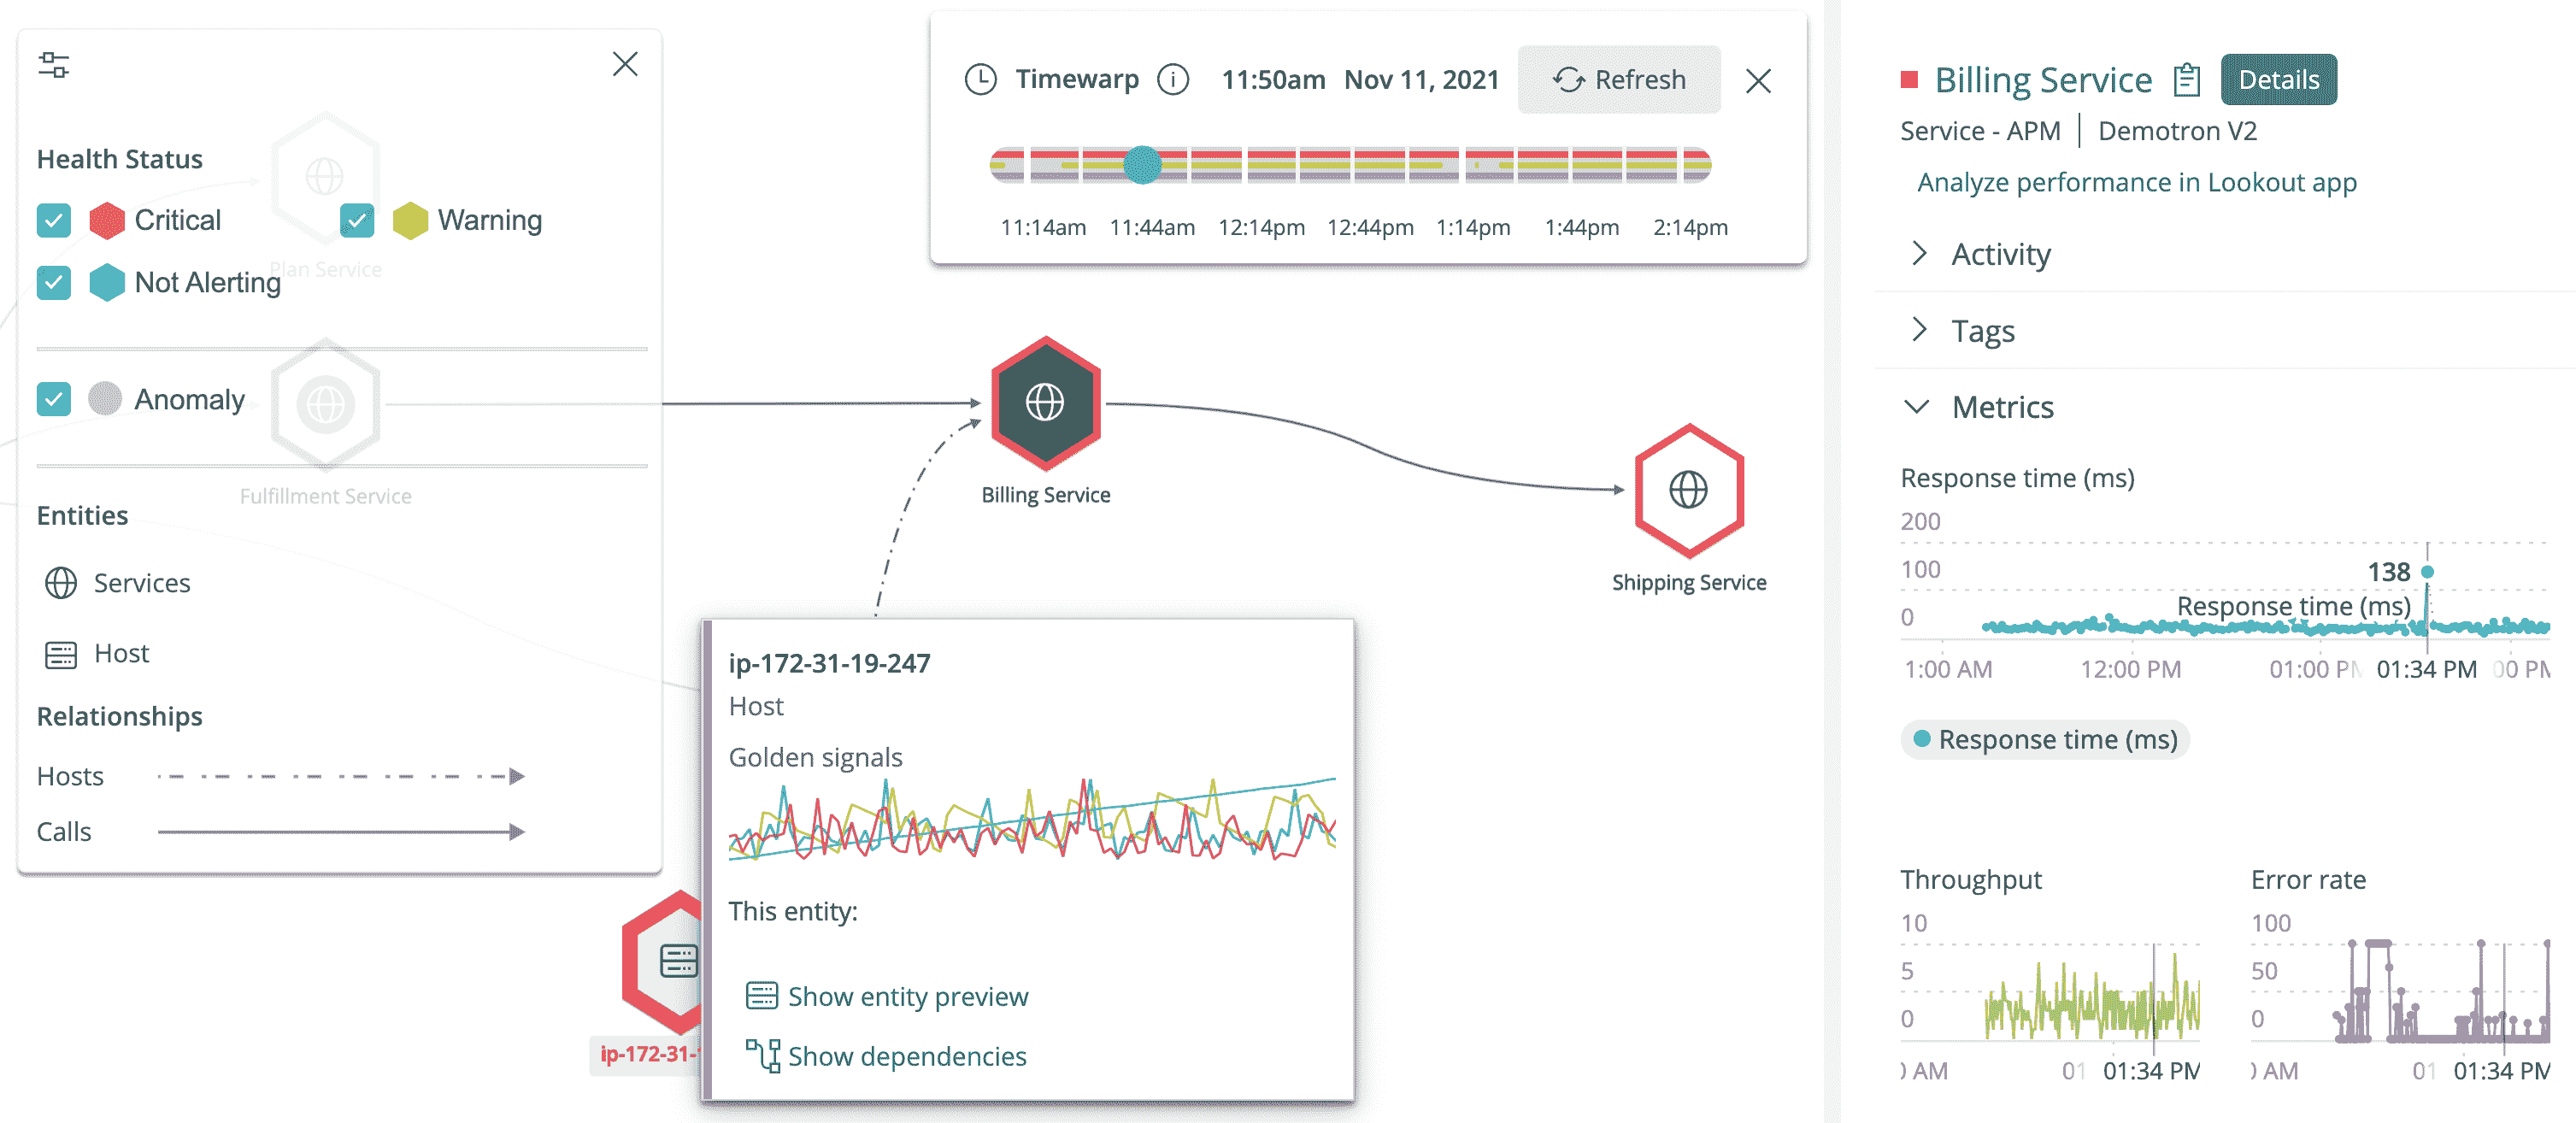 Health Status
Critical
Warning
Plan Service
Not Alerting
Anomaly
Fulfillment Service
Entities
Services
Host
Relationships
Hosts
Calls
Timewarp 11:50am Nov 11, 2021 Refresh
11:14am 11:44am 12:14pm 12:44pm 1:14pm 1:44pm 2:14pm
Billing Service
Shipping Service
ip-172-31-19-247
Host
Golden signals
This entity:
Show entity preview
Show dependencies
ip-172-31-
Billing Service Details
Service - APM Demotron V2
Analyze performance in Lookout app
Activity
Tags
Metrics
Response time (ms)
200
138
100
Response time (ms)
0
1:00 AM 12:00 PM 01:00 PM 01:34 PM 00 PM
Response time (ms)
Throughput
10
5
0
AM 01 01:34 PM
Error rate
100
50
0
AM 01 01:34 PM